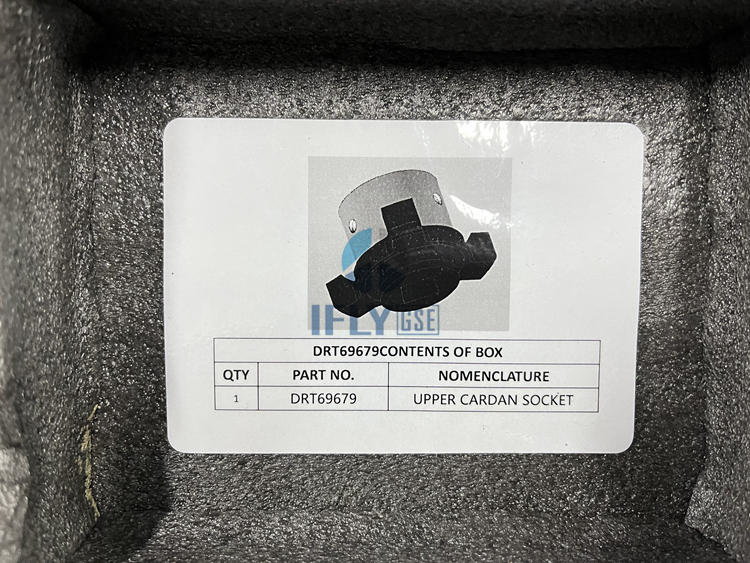 IFLY GSE
DRT69679CONTENTS OF BOX
QTY PART NO. NOMENCLATURE
1 DRT69679 UPPER CARDAN SOCKET